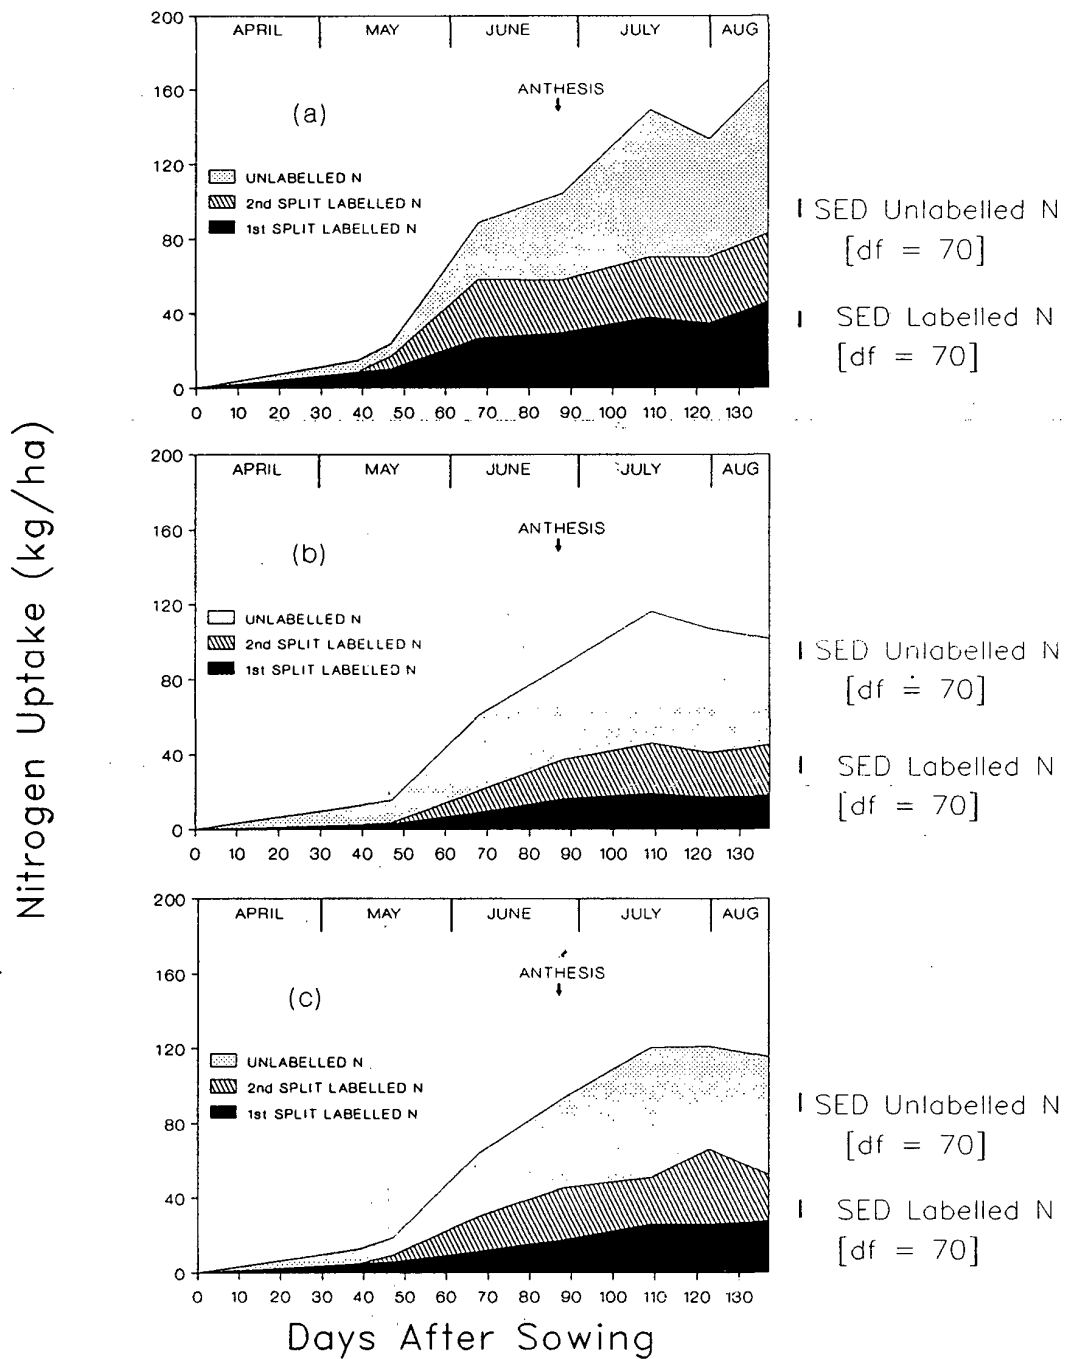 Nitrogen Uptake (kg/ha)
200
160
120
80
40
0
APRIL MAY JUNE JULY AUG
ANTHESIS
(a)
UNLABELLED N
2nd SPLIT LABELLED N
1st SPLIT LABELLED N
0 10 20 30 40 50 60 70 80 90 100 110 120 130
SED Unlabelled N
[df = 70]
SED Labelled N
[df = 70]
200
160
120
80
40
0
APRIL MAY JUNE JULY AUG
ANTHESIS
(b)
UNLABELLED N
2nd SPLIT LABELLED N
1st SPLIT LABELLED N
0 10 20 30 40 50 60 70 80 90 100 110 120 130
SED Unlabelled N
[df = 70]
SED Labelled N
[df = 70]
200
160
120
80
40
0
APRIL MAY JUNE JULY AUG
ANTHESIS
(c)
UNLABELLED N
2nd SPLIT LABELLED N
1st SPLIT LABELLED N
0 10 20 30 40 50 60 70 80 90 100 110 120 130
SED Unlabelled N
[df = 70]
SED Labelled N
[df = 70]
Days After Sowing